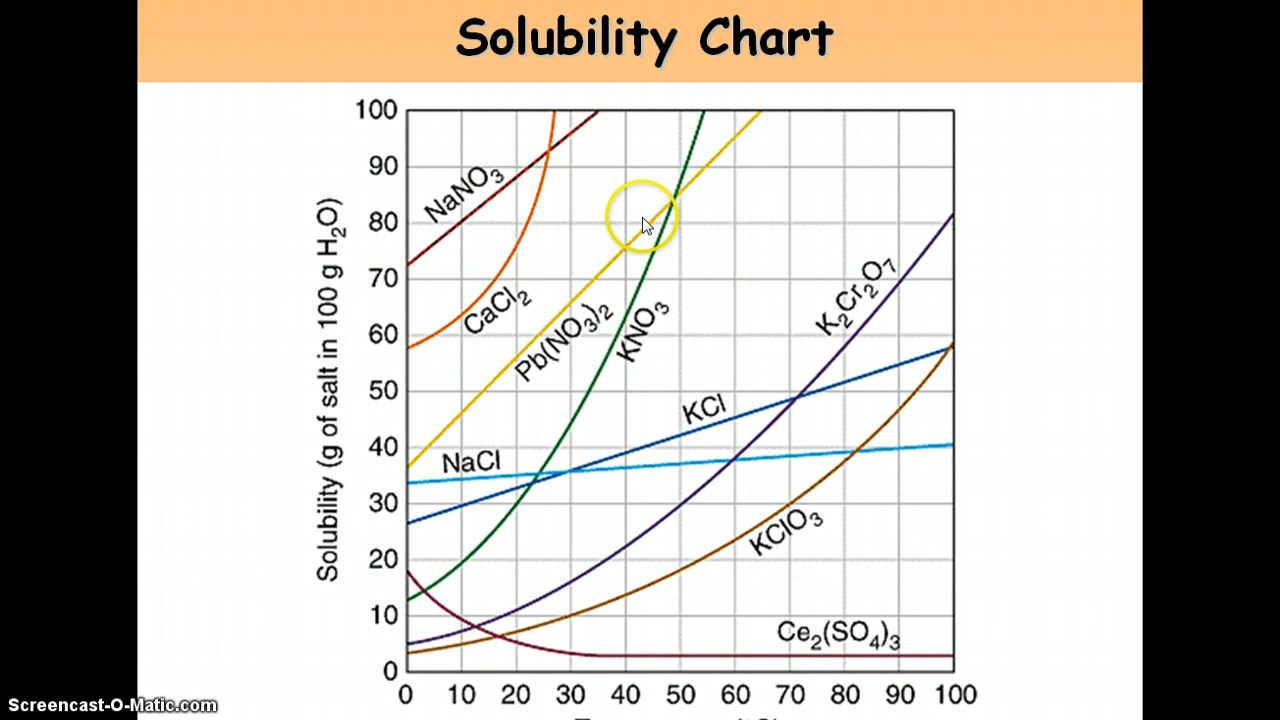 Solubility Chart
Solubility (g of salt in 100 g H₂O)
100
90
80
70
60
50
40
30
20
10
0
NaNO₃
CaCl₂
Pb(NO₃)₂
KNO₃
KCl
NaCl
K₂Cr₂O₇
KClO₃
Ce₂(SO₄)₃
0 10 20 30 40 50 60 70 80 90 100
Screencast-O-Matic.com